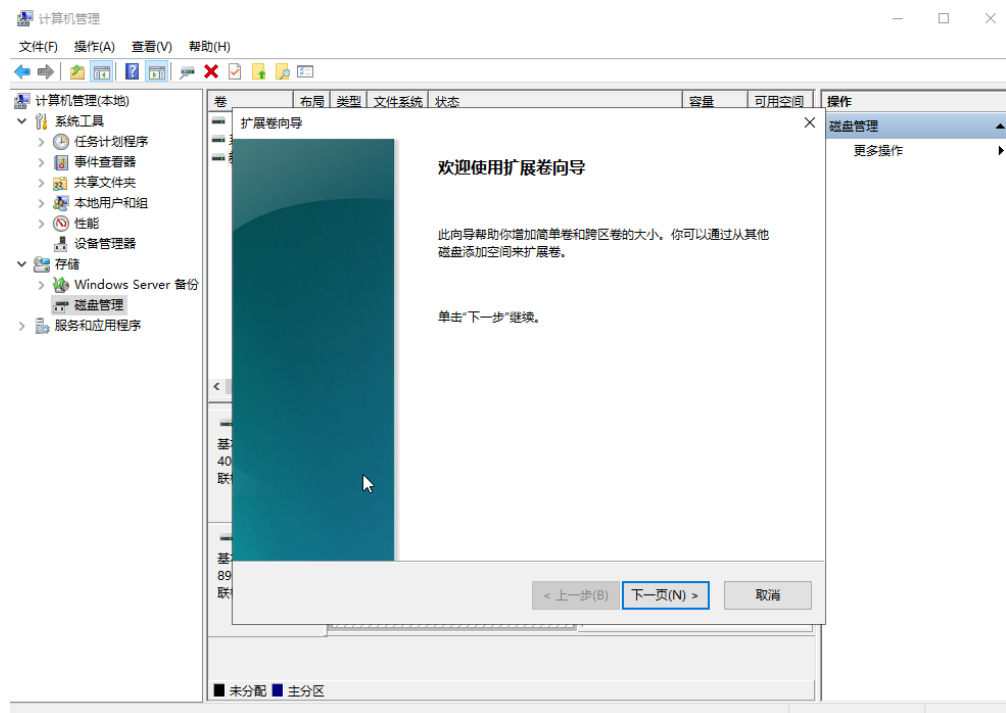 计算机管理
文件(F) 操作(A) 查看(V) 帮助(H)
计算机管理(本地)
系统工具
任务计划程序
事件查看器
共享文件夹
本地用户和组
性能
设备管理器
存储
Windows Server 备份
磁盘管理
服务和应用程序
卷 布局 类型 文件系统 状态 容量 可用空间
操作
磁盘管理
更多操作
扩展卷向导
欢迎使用扩展卷向导
此向导帮助你增加简单卷和跨区卷的大小。你可以通过从其他
磁盘添加空间来扩展卷。
单击"下一步"继续。
< 上一步(B) 下一页(N) > 取消
基
40
联
基
89
联
未分配 主分区